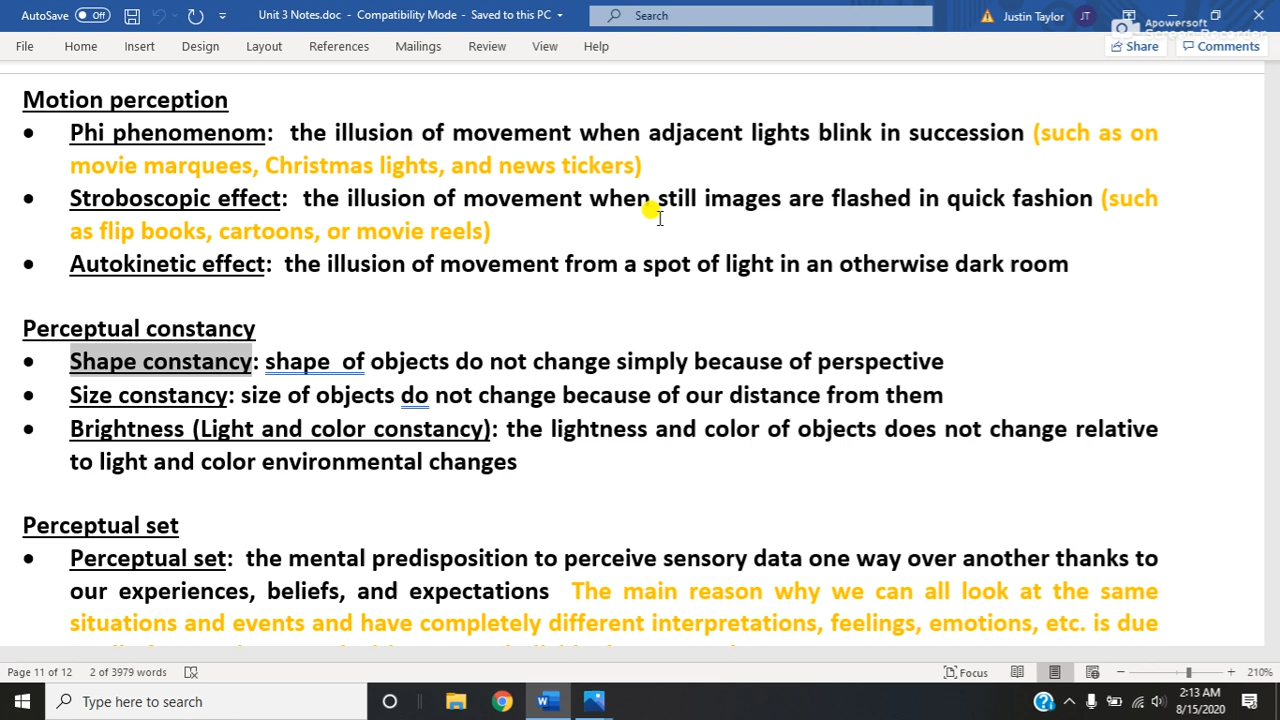 AutoSave Off Unit 3 Notes.doc - Compatibility Mode - Saved to this PC Search Justin Taylor JT
Apowersoft
Screen Recorder
File Home Insert Design Layout References Mailings Review View Help Share Comments
Motion perception
• Phi phenomenom: the illusion of movement when adjacent lights blink in succession (such as on
movie marquees, Christmas lights, and news tickers)
• Stroboscopic effect: the illusion of movement when still images are flashed in quick fashion (such
as flip books, cartoons, or movie reels)
• Autokinetic effect: the illusion of movement from a spot of light in an otherwise dark room
Perceptual constancy
• Shape constancy: shape of objects do not change simply because of perspective
• Size constancy: size of objects do not change because of our distance from them
• Brightness (Light and color constancy): the lightness and color of objects does not change relative
to light and color environmental changes
Perceptual set
• Perceptual set: the mental predisposition to perceive sensory data one way over another thanks to
our experiences, beliefs, and expectations The main reason why we can all look at the same
situations and events and have completely different interpretations, feelings, emotions, etc. is due
Page 11 of 12 2 of 3979 words Focus 210%
Type here to search 2:13 AM
8/15/2020